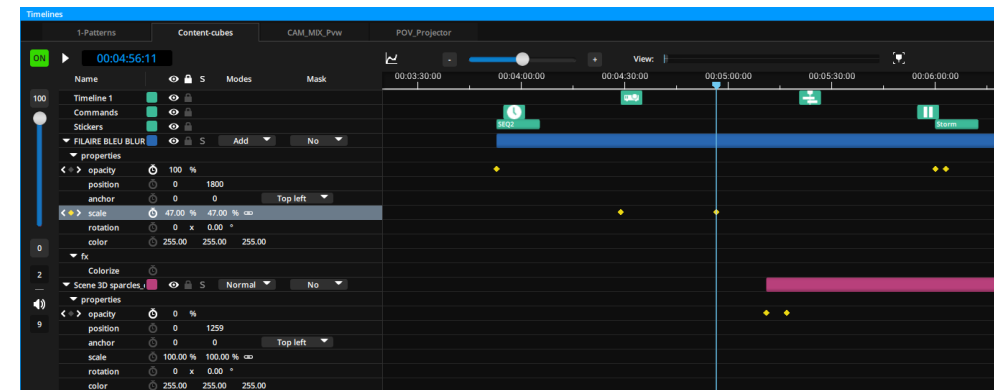 Timelines
1-Patterns Content-cubes CAM_MIX_Pvw POV_Projector
ON 00:04:56:11 - + View:
Name S Modes Mask 00:03:30:00 00:04:00:00 00:04:30:00 00:05:00:00 00:05:30:00 00:06:00:00
100 Timeline 1
Commands
Stickers SEQ2 Storm
FILAIRE BLEU BLUR S Add No
properties
opacity 100 %
position 0 1800
anchor 0 0 Top left
scale 47.00 % 47.00 %
rotation 0 x 0.00 °
color 255.00 255.00 255.00
0 fx
Colorize
2 Scene 3D sparcles_ S Normal No
properties
opacity 0 %
9 position 0 1259
anchor 0 0 Top left
scale 100.00 % 100.00 %
rotation 0 x 0.00 °
color 255.00 255.00 255.00